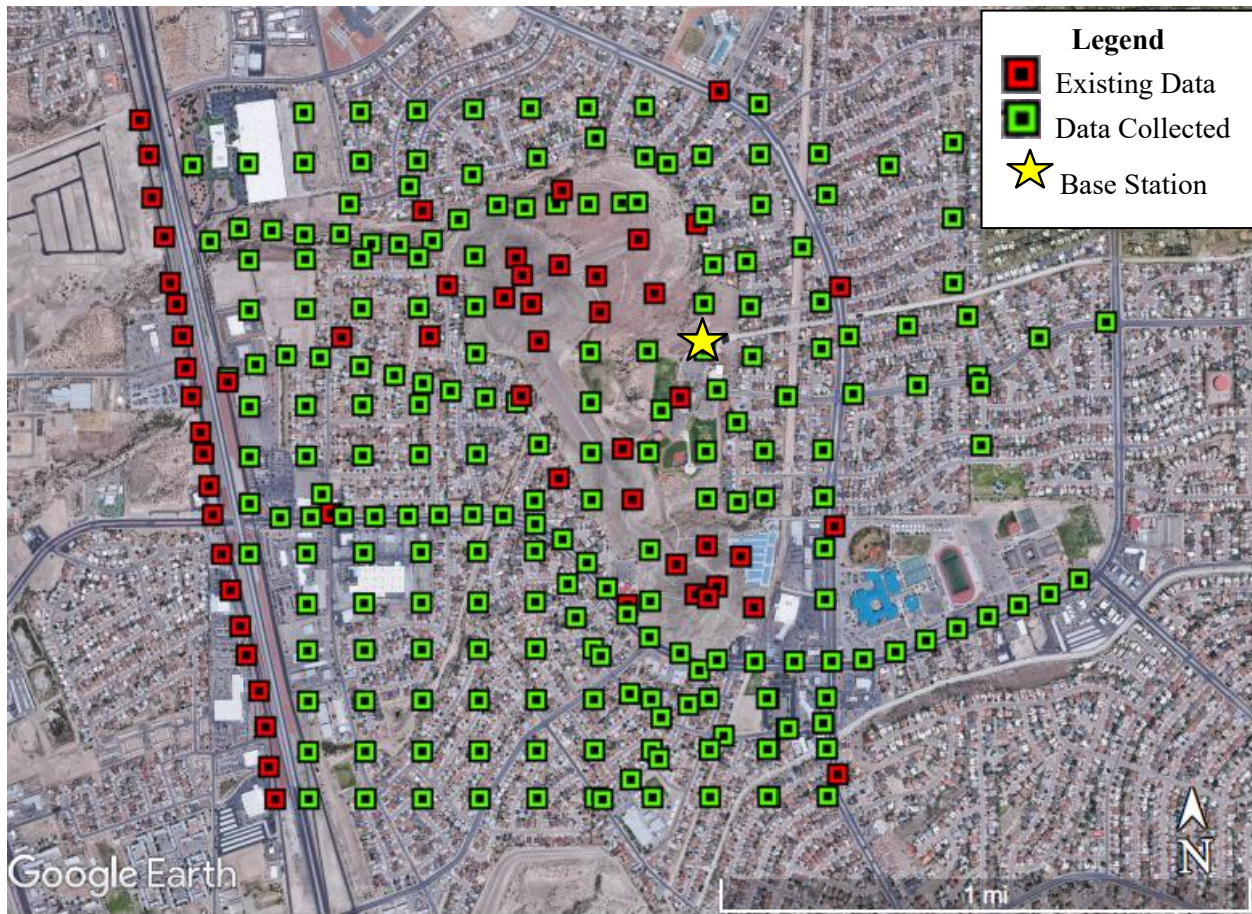 Legend
Existing Data
Data Collected
Base Station
N
Google Earth
1 mi